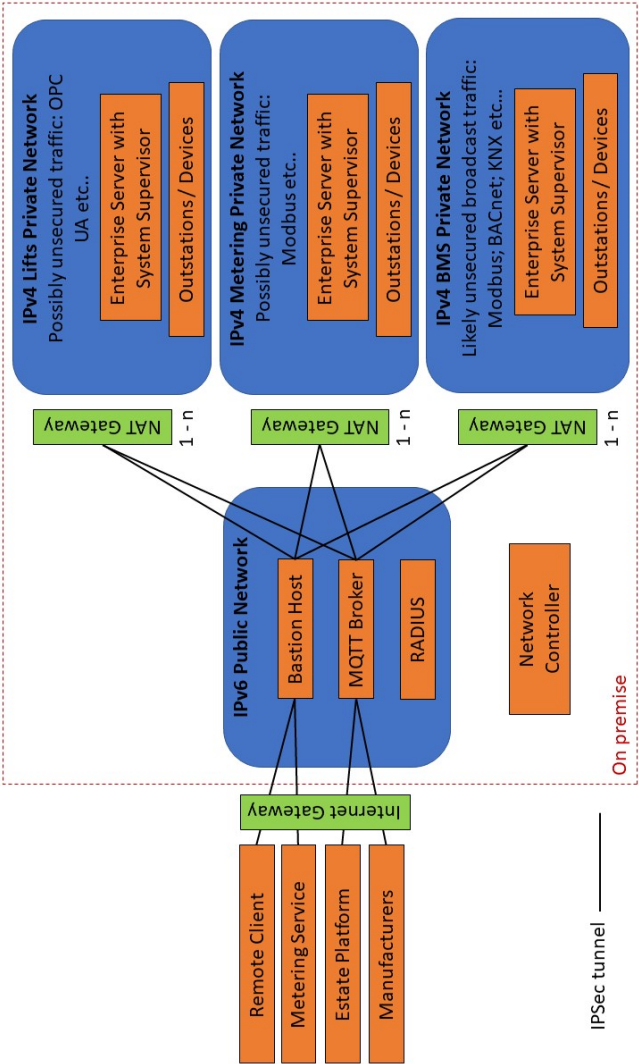 Remote Client
Metering Service
Estate Platform
Manufacturers
IPSec tunnel
Internet Gateway
IPv6 Public Network
Bastion Host
MQTT Broker
RADIUS
Network
Controller
On premise
NAT Gateway
1 - n
NAT Gateway
1 - n
NAT Gateway
1 - n
IPv4 Lifts Private Network
Possibly unsecured traffic: OPC
UA etc..
Enterprise Server with
System Supervisor
Outstations / Devices
IPv4 Metering Private Network
Possibly unsecured traffic:
Modbus etc..
Enterprise Server with
System Supervisor
Outstations / Devices
IPv4 BMS Private Network
Likely unsecured broadcast traffic:
Modbus; BACnet; KNX etc...
Enterprise Server with
System Supervisor
Outstations / Devices